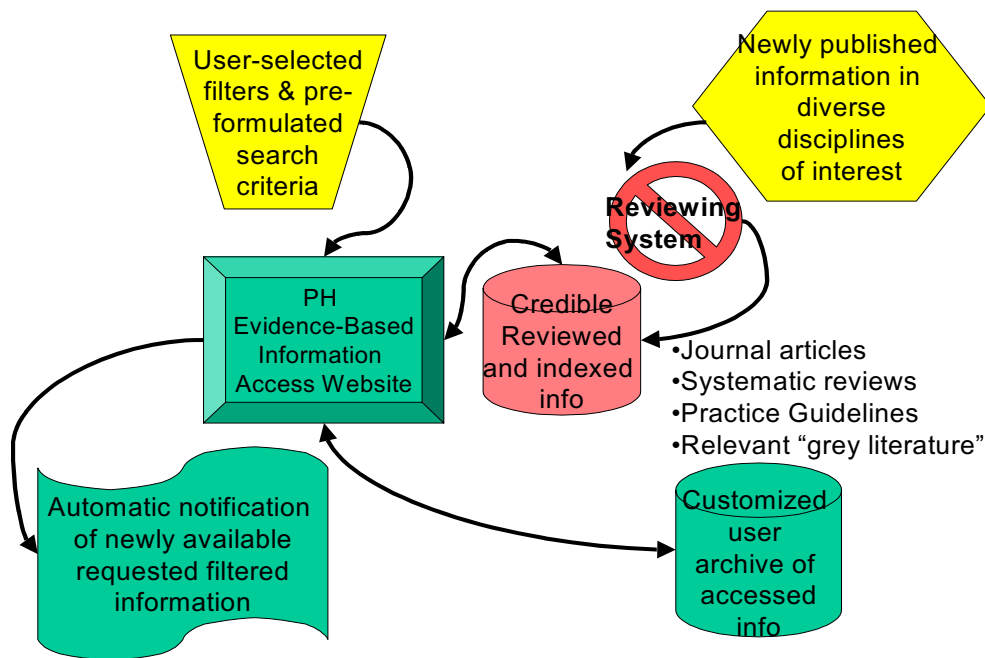 User-selected
filters & pre-
formulated
search
criteria
Newly published
information in
diverse
disciplines
of interest
Reviewing
System
PH
Evidence-Based
Information
Access Website
Credible
Reviewed
and indexed
info
•Journal articles
•Systematic reviews
•Practice Guidelines
•Relevant “grey literature”
Automatic notification
of newly available
requested filtered
information
Customized
user
archive of
accessed
info